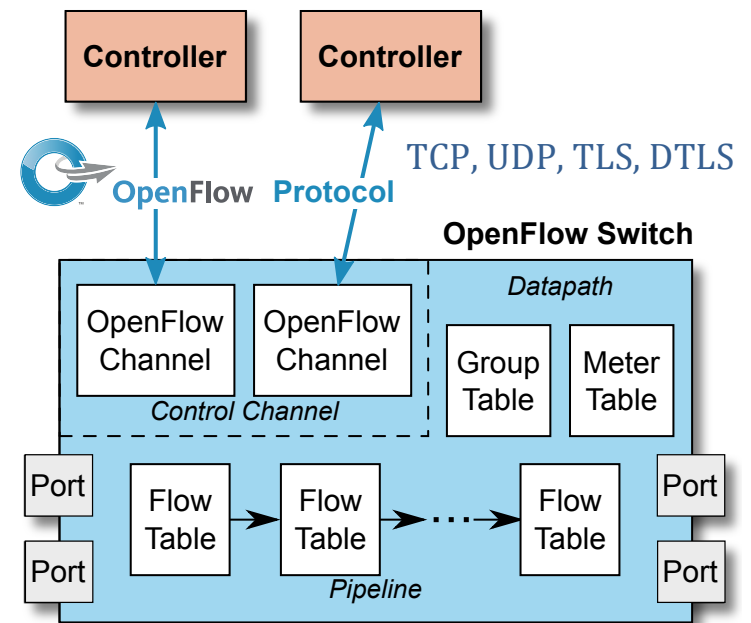 Controller
Controller
OpenFlow Protocol
TCP, UDP, TLS, DTLS
OpenFlow Switch
Datapath
OpenFlow
Channel
OpenFlow
Channel
Control Channel
Group
Table
Meter
Table
Port
Port
Flow
Table
Flow
Table
...
Flow
Table
Pipeline
Port
Port